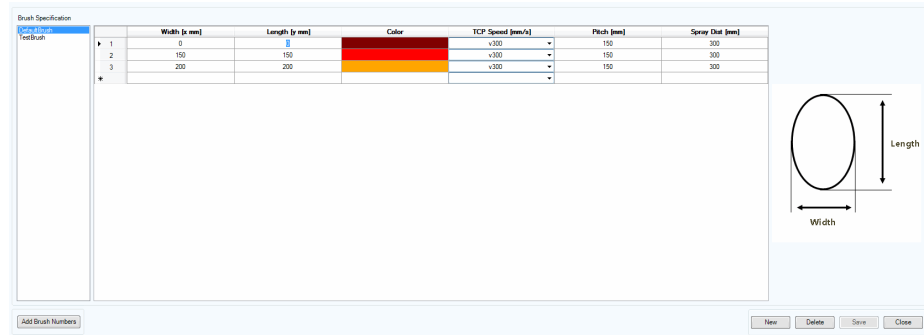 Brush Specification
DefaultBrush
TestBrush
Width [x mm] Length [y mm] Color TCP Speed [mm/s] Pitch [mm] Spray Dist [mm]
1 0 0 v300 150 300
2 150 150 v300 150 300
3 200 200 v300 150 300
*
Length
Width
Add Brush Numbers
New Delete Save Close